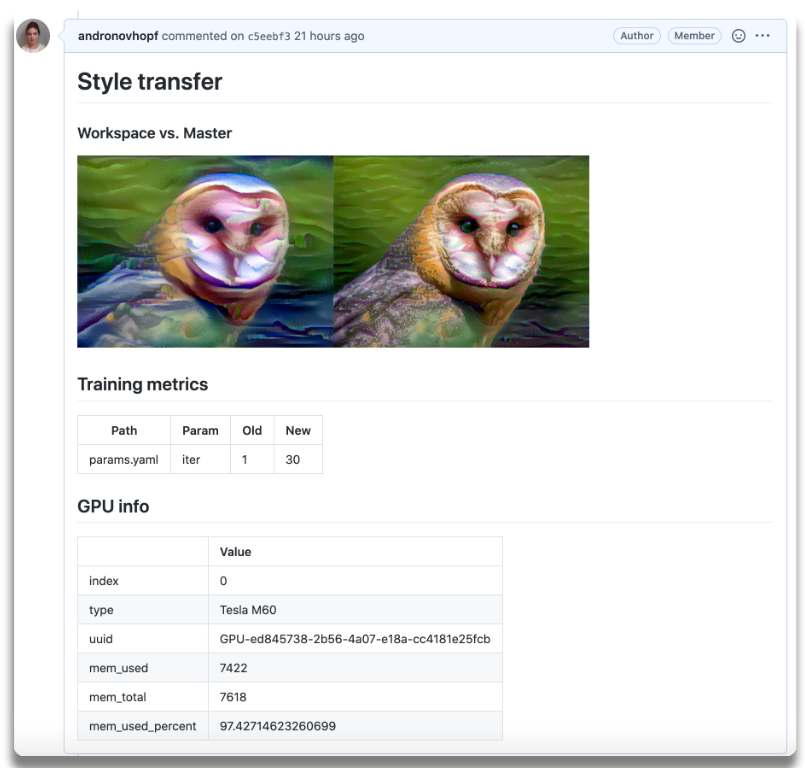 andronovhopf commented on c5eebf3 21 hours ago Author Member
Style transfer
Workspace vs. Master
Training metrics
Path Param Old New
params.yaml iter 1 30
GPU info
Value
index 0
type Tesla M60
uuid GPU-ed845738-2b56-4a07-e18a-cc4181e25fcb
mem_used 7422
mem_total 7618
mem_used_percent 97.42714623260699